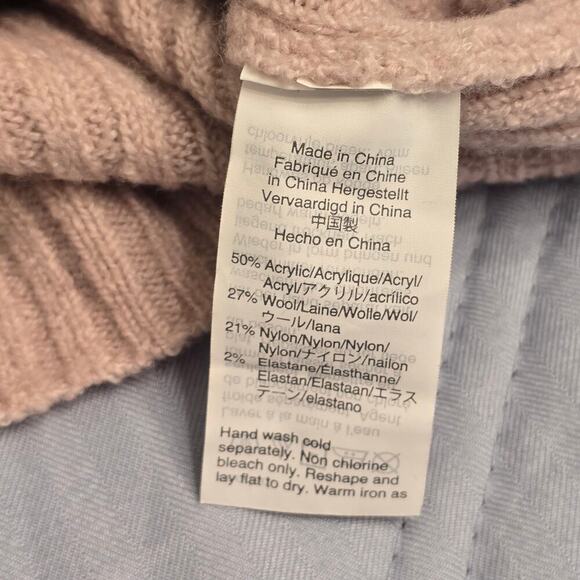 Made in China
Fabriqué en Chine
in China Hergestellt
Vervaardigd in China
中国製
Hecho en China
50% Acrylic/Acrylique/Acryl/
Acryl/アクリル/acrílico
27% Wool/Laine/Wolle/Wol/
ウール/lana
21% Nylon/Nylon/Nylon/
Nylon/ナイロン/nailon
2% Elastane/Élasthanne/
Elastan/Elastaan/エラス
テーン/elastano
Hand wash cold
separately. Non chlorine
bleach only. Reshape and
lay flat to dry. Warm iron as